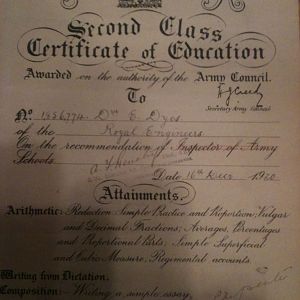 Second Class
Certificate of Education
Awarded on the authority of the Army Council.
Secretary Army Council
To
No 1856774 Dvr E. Dyos
of the Royal Engineers
On the recommendation of Inspector of Army
Schools
Date 16th Decr 1920
Attainments.
Arithmetic: Reduction, Simple Practice and Proportion, Vulgar
and Decimal Fractions; Averages, Percentages
and Proportional Parts; Simple Superficial
and Cubic Measure; Regimental accounts.
Writing from Dictation.
Composition - Writing a simple essay